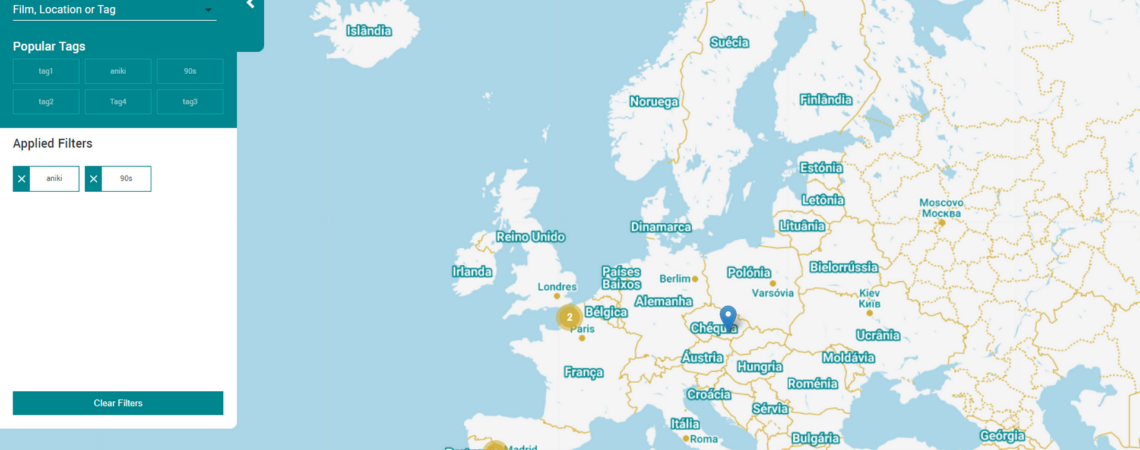 Film, Location or Tag
Popular Tags
tag1
aniki
90s
tag2
Tag4
tag3
Applied Filters
× aniki
× 90s
Clear Filters
Islândia
Suécia
Noruega
Finlândia
Estónia
Letónia
Moscovo
Москва
Lituânia
Dinamarca
Reino Unido
Irlanda
Países
Baixos
Berlim
Polónia
Bielorrússia
Londres
Varsóvia
Kiev
Київ
Alemanha
2
Bélgica
Paris
Chéquia
Ucrânia
Áustria
Moldávia
Hungria
França
Roménia
Croácia
Sérvia
Itália
Roma
Bulgária
Geórgia
Madrid